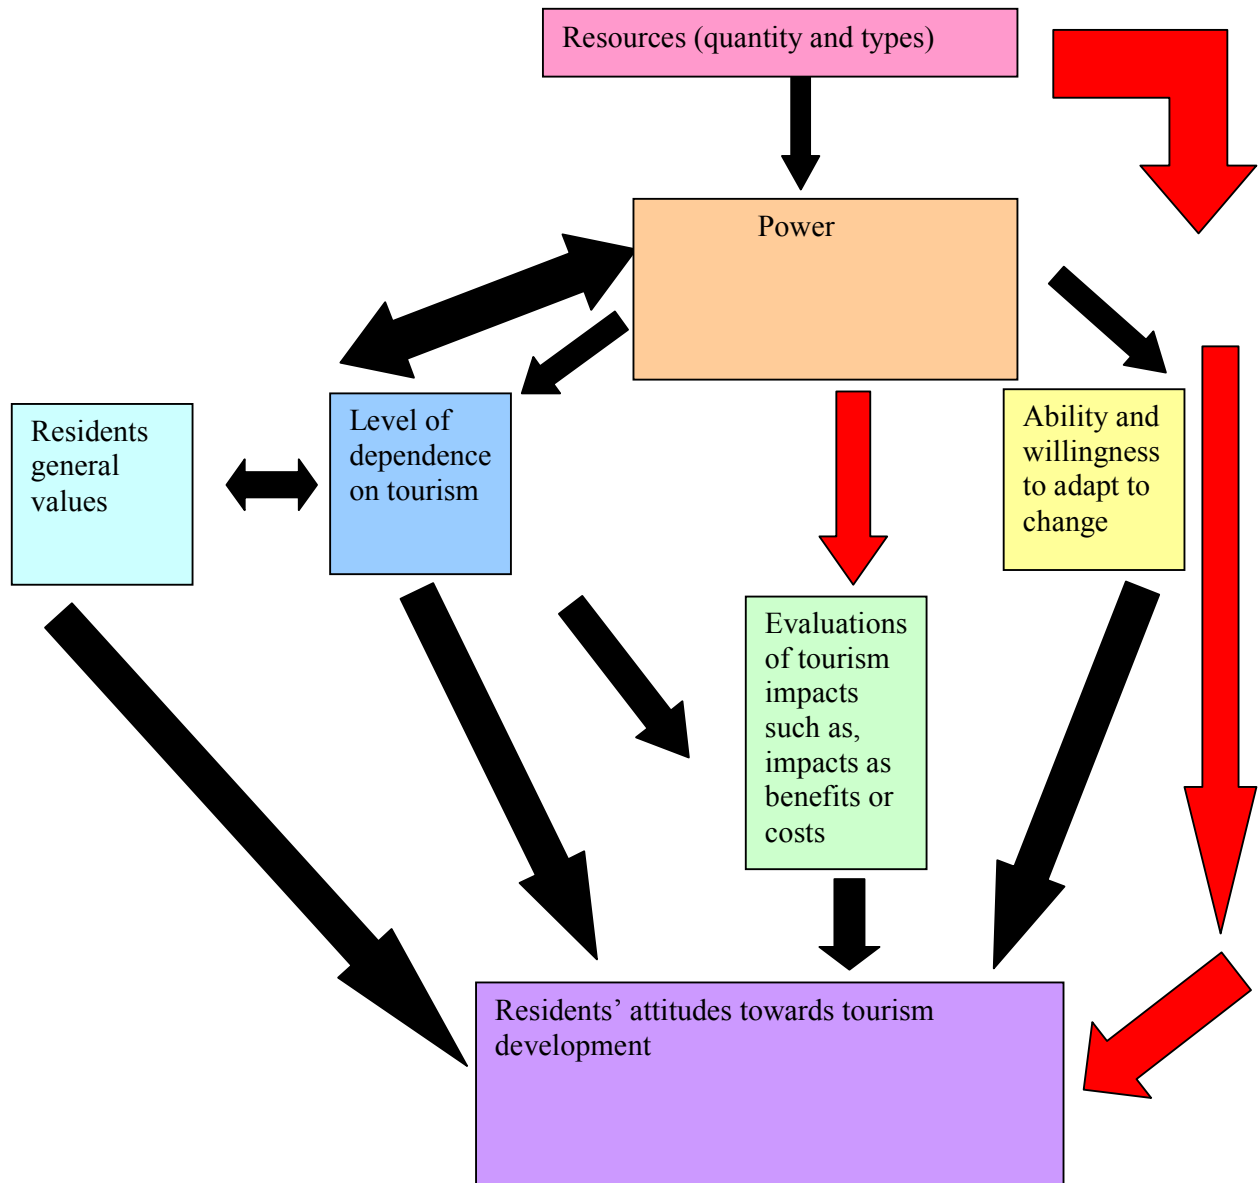 Resources (quantity and types)
Power
Residents
general
values
Level of
dependence
on tourism
Ability and
willingness
to adapt to
change
Evaluations
of tourism
impacts
such as,
impacts as
benefits or
costs
Residents’ attitudes towards tourism
development